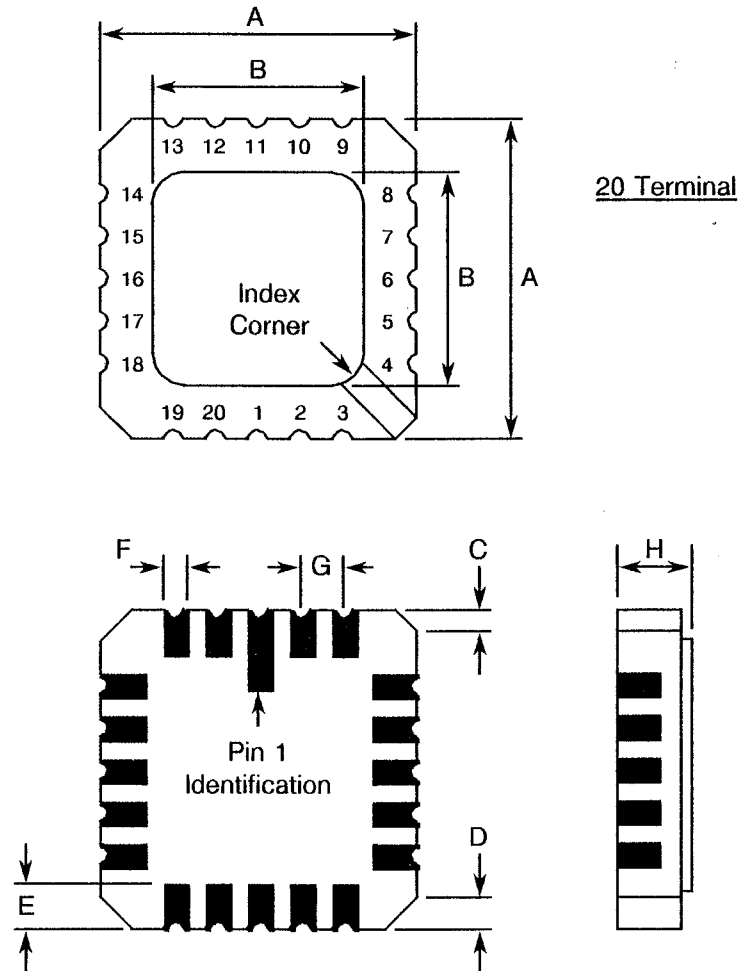 A
B
13 12 11 10 9
20 Terminal
14 8
15 7
16 6
B A
Index
Corner
17 5
18 4
19 20 1 2 3
F G C H
Pin 1
Identification
D
E